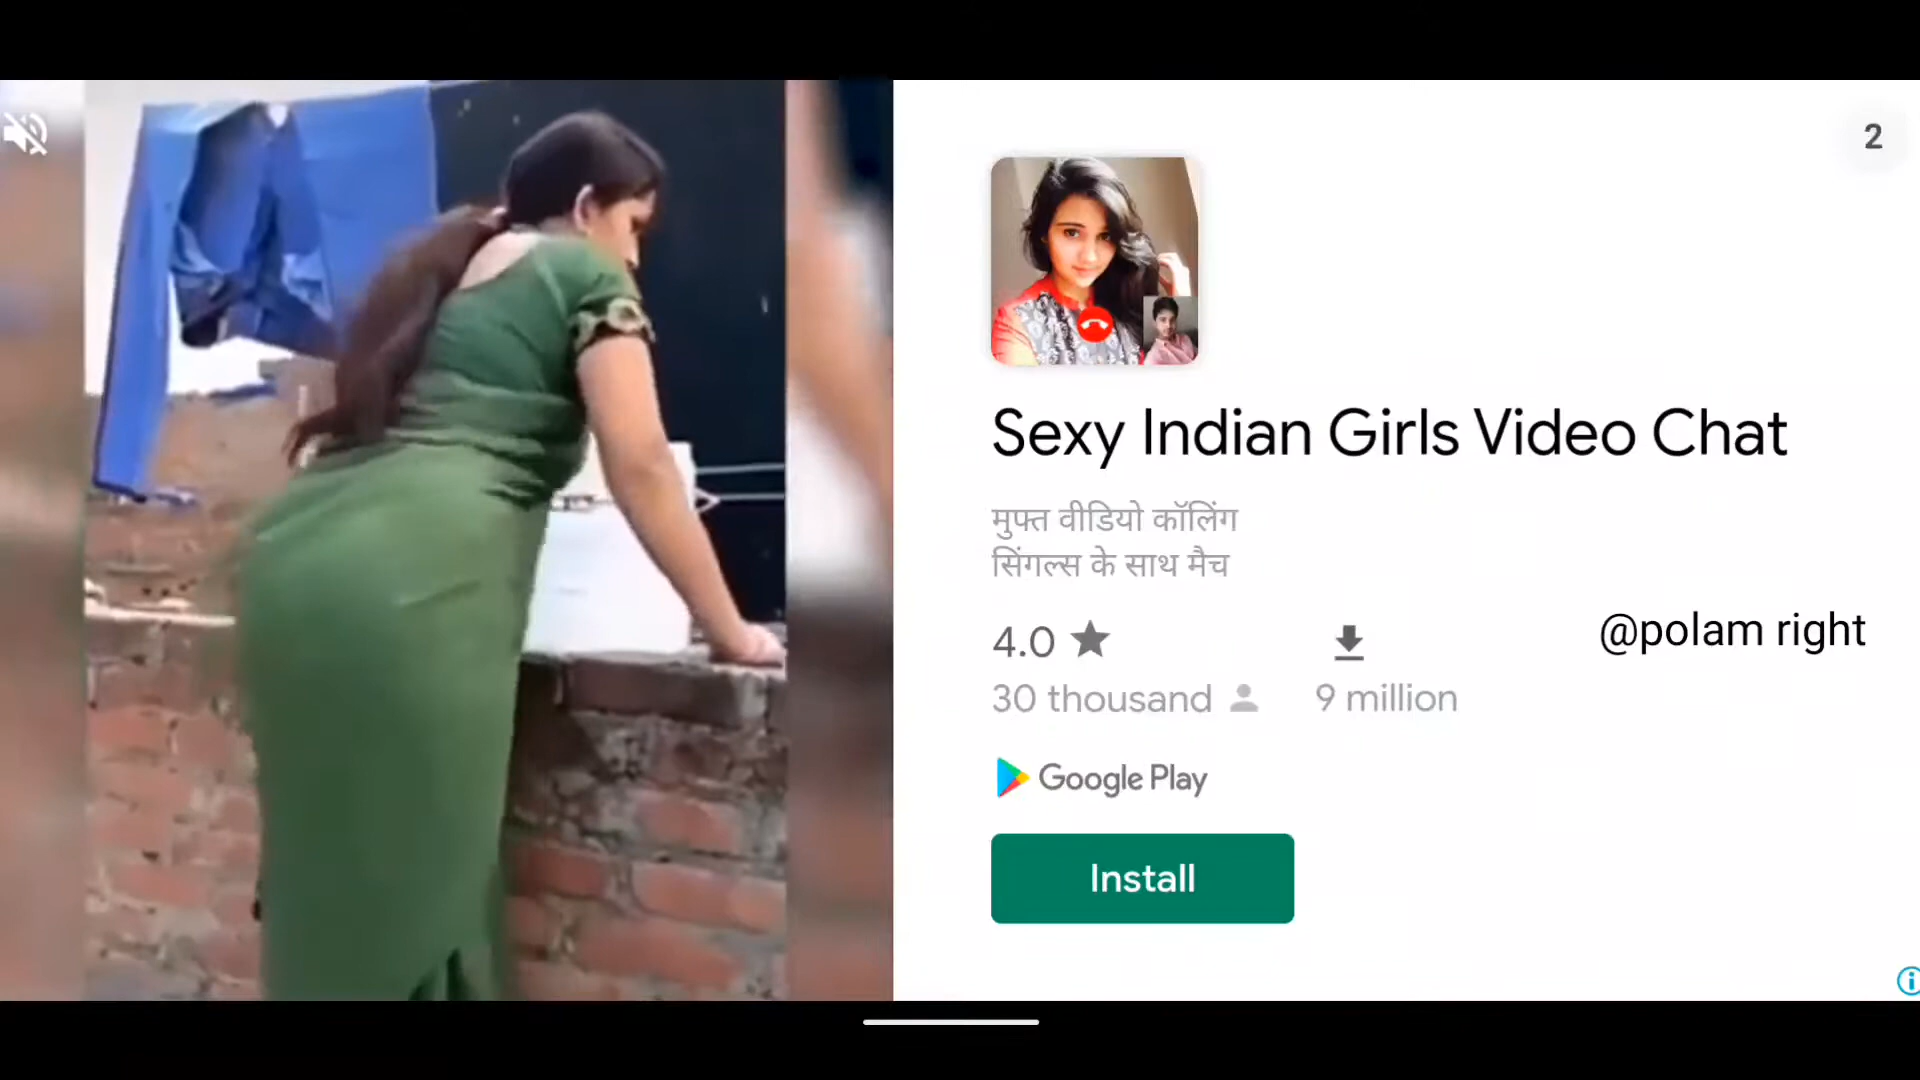 2
Sexy Indian Girls Video Chat
मुफ्त वीडियो कॉलिंग
सिंगल्स के साथ मैच
4.0
@polam right
30 thousand
9 million
Google Play
Install